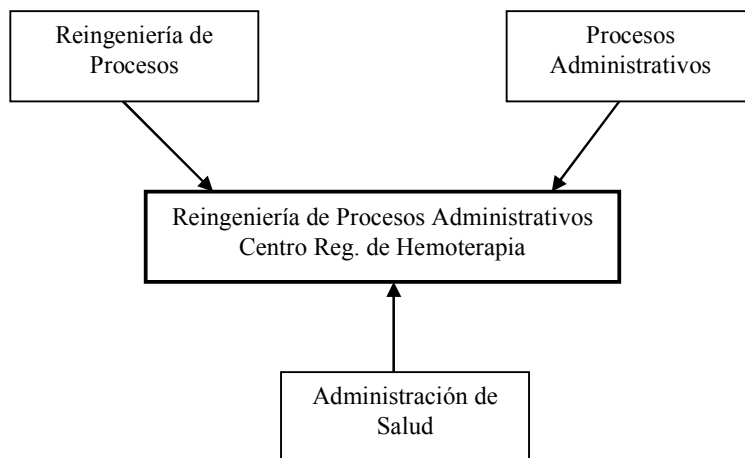 Reingeniería de
Procesos
Procesos
Administrativos
Reingeniería de Procesos Administrativos
Centro Reg. de Hemoterapia
Administración de
Salud